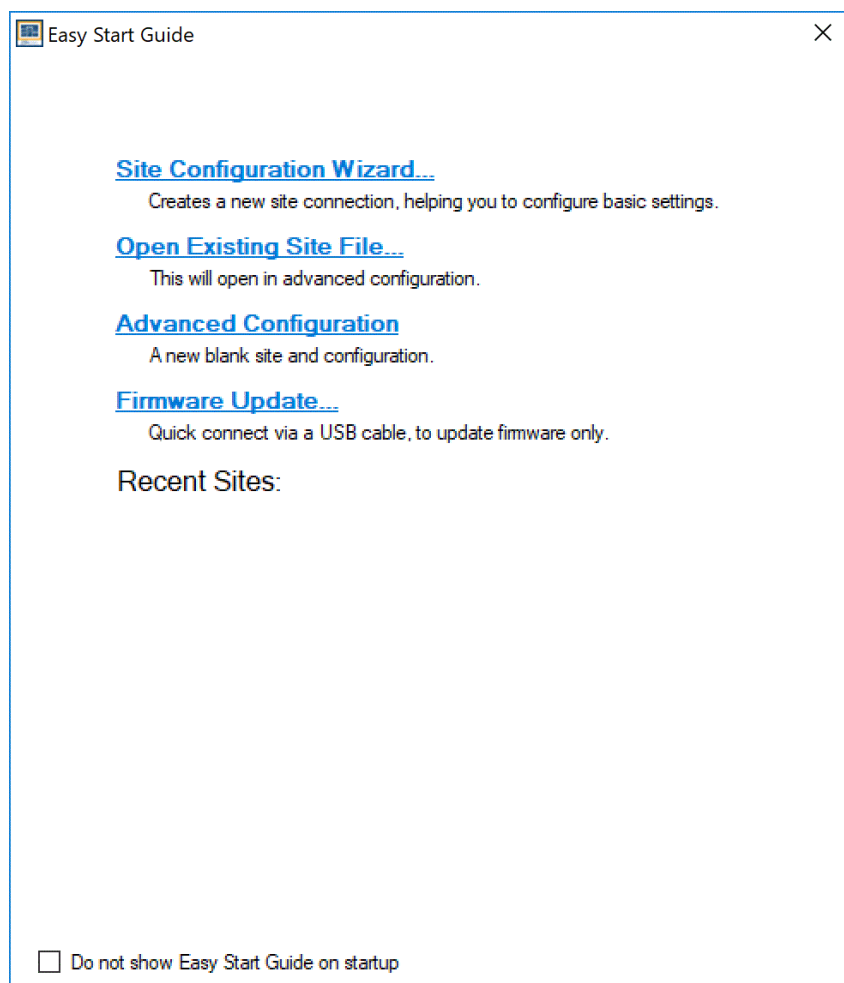 Easy Start Guide
Site Configuration Wizard...
Creates a new site connection, helping you to configure basic settings.
Open Existing Site File...
This will open in advanced configuration.
Advanced Configuration
A new blank site and configuration.
Firmware Update...
Quick connect via a USB cable, to update firmware only.
Recent Sites:
Do not show Easy Start Guide on startup